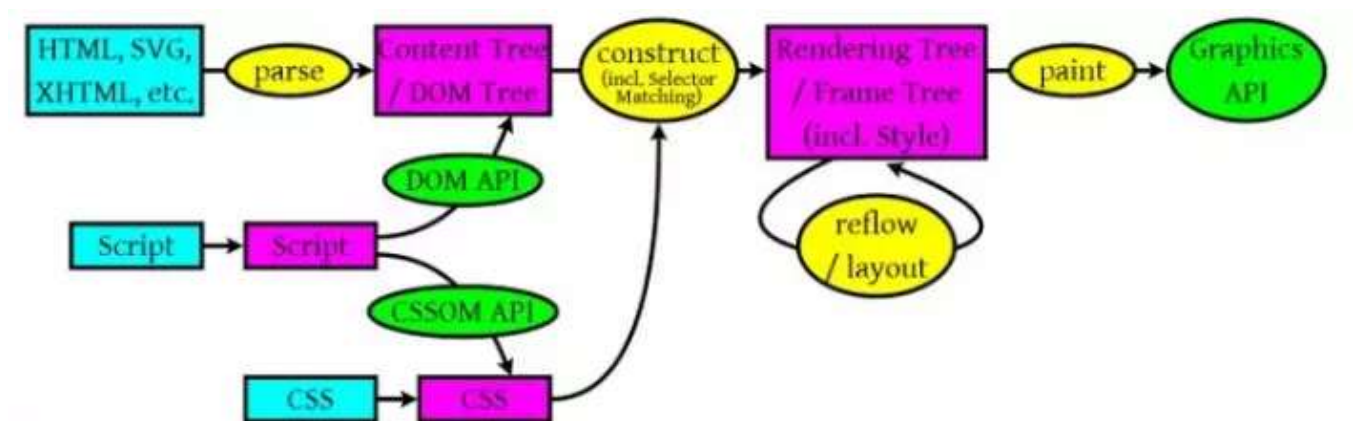 HTML, SVG,
XHTML, etc.
parse
Content Tree
/ DOM Tree
construct
(incl. Selector
Matching)
Rendering Tree
/ Frame Tree
(incl. Style)
paint
Graphics
API
DOM API
Script
Script
reflow
/ layout
CSSOM API
CSS
CSS